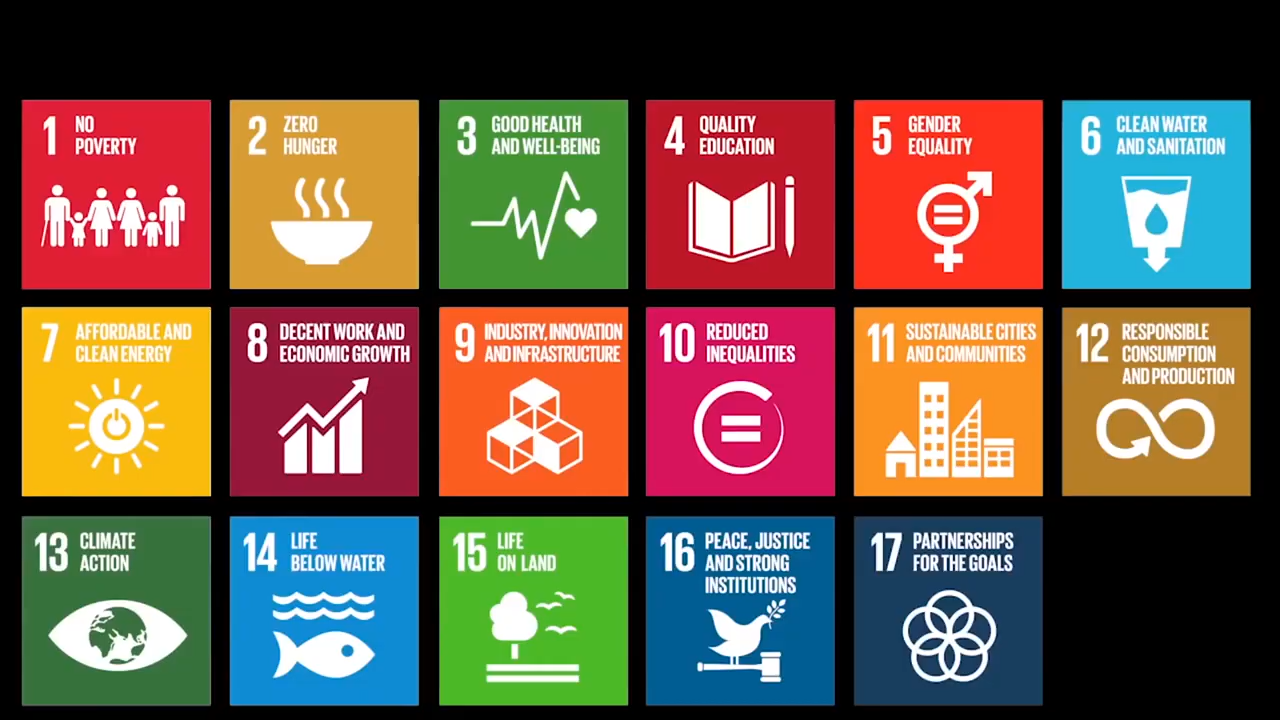 1 NO
POVERTY
2 ZERO
HUNGER
3 GOOD HEALTH
AND WELL-BEING
4 QUALITY
EDUCATION
5 GENDER
EQUALITY
6 CLEAN WATER
AND SANITATION
7 AFFORDABLE AND
CLEAN ENERGY
8 DECENT WORK AND
ECONOMIC GROWTH
9 INDUSTRY, INNOVATION
AND INFRASTRUCTURE
10 REDUCED
INEQUALITIES
11 SUSTAINABLE CITIES
AND COMMUNITIES
12 RESPONSIBLE
CONSUMPTION
AND PRODUCTION
13 CLIMATE
ACTION
14 LIFE
BELOW WATER
15 LIFE
ON LAND
16 PEACE, JUSTICE
AND STRONG
INSTITUTIONS
17 PARTNERSHIPS
FOR THE GOALS